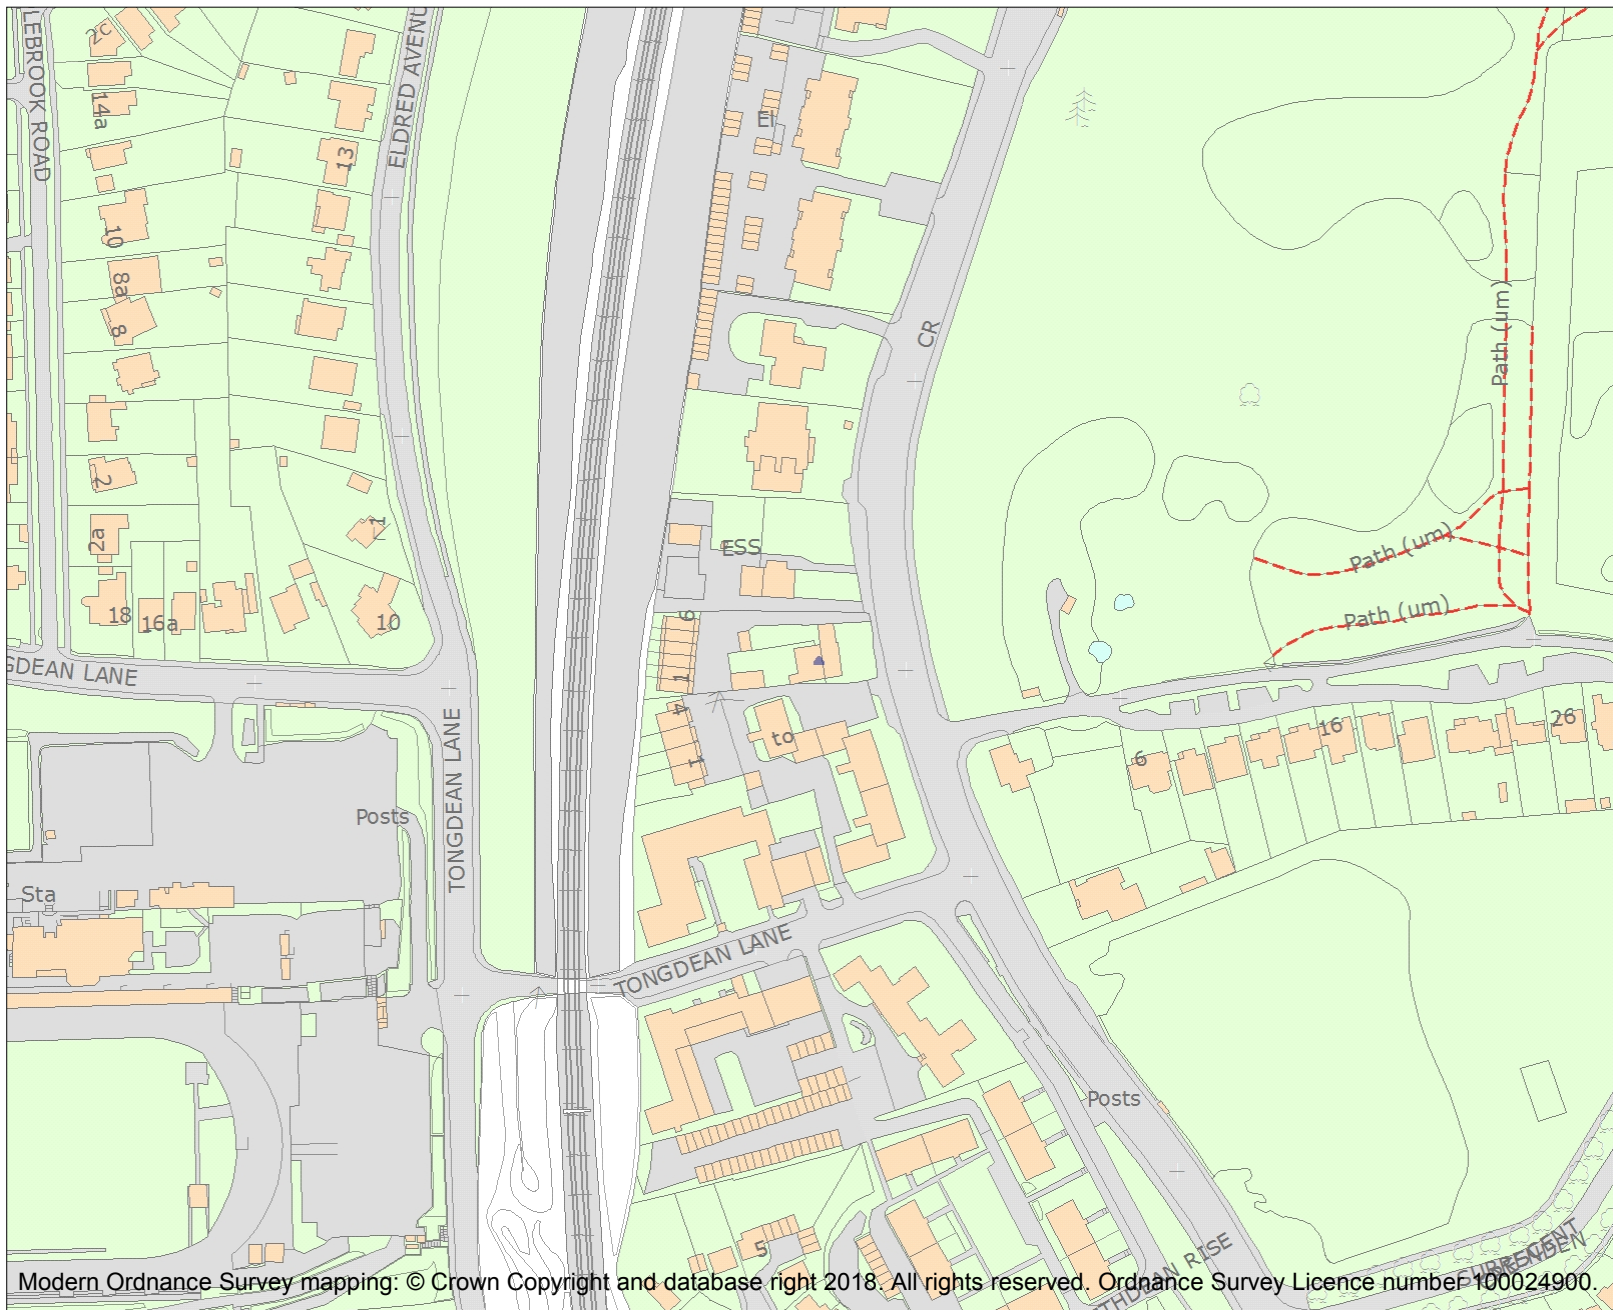 2c
LEBROOK ROAD
ELDRED AVENU
14a
El
13
10
8a
8
CR
Path (um)
2
2a
1
ESS
Path (um)
18
16a
10
9
Path (um)
GDEAN LANE
1
4
TONGDEAN LANE
to
1
6
16
26
Posts
Sta
TONGDEAN LANE
Posts
5
THDEAN RISE
Modern Ordnance Survey mapping: © Crown Copyright and database right 2018. All rights reserved. Ordnance Survey Licence number 100024900.